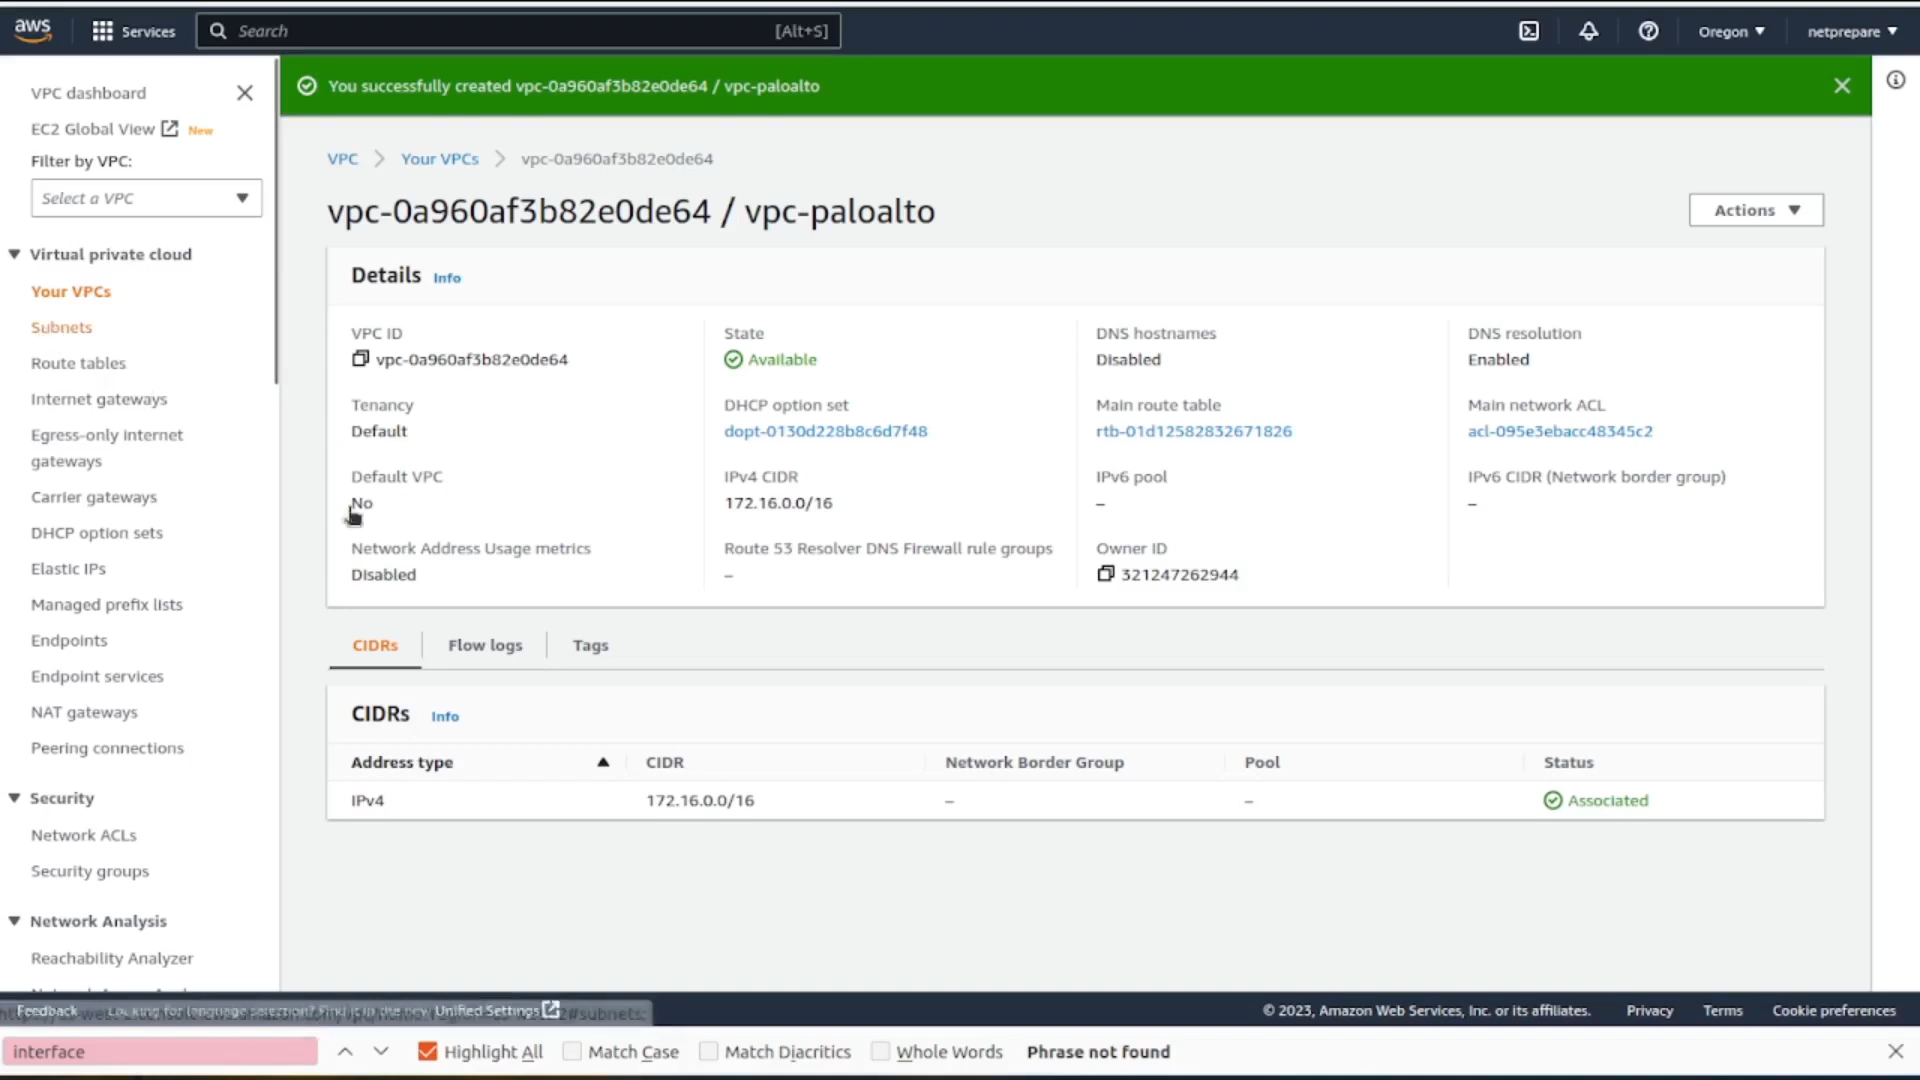 aws
Services
Search
[Alt+S]
Oregon
netprepare
VPC dashboard
EC2 Global View New
Filter by VPC:
Select a VPC
Virtual private cloud
Your VPCs
Subnets
Route tables
Internet gateways
Egress-only internet
gateways
Carrier gateways
DHCP option sets
Elastic IPs
Managed prefix lists
Endpoints
Endpoint services
NAT gateways
Peering connections
Security
Network ACLs
Security groups
Network Analysis
Reachability Analyzer
You successfully created vpc-0a960af3b82e0de64 / vpc-paloalto
VPC > Your VPCs > vpc-0a960af3b82e0de64
vpc-0a960af3b82e0de64 / vpc-paloalto
Actions
Details Info
VPC ID
vpc-0a960af3b82e0de64
State
Available
DNS hostnames
Disabled
DNS resolution
Enabled
Tenancy
Default
DHCP option set
dopt-0130d228b8c6d7f48
Main route table
rtb-01d12582832671826
Main network ACL
acl-095e3ebacc48345c2
Default VPC
No
IPv4 CIDR
172.16.0.0/16
IPv6 pool
–
IPv6 CIDR (Network border group)
–
Network Address Usage metrics
Disabled
Route 53 Resolver DNS Firewall rule groups
–
Owner ID
321247262944
CIDRs
Flow logs
Tags
CIDRs Info
Address type CIDR Network Border Group Pool Status
IPv4 172.16.0.0/16 – – Associated
Feedback Looking for language selection? Find it in the new Unified Settings
© 2023, Amazon Web Services, Inc. or its affiliates. Privacy Terms Cookie preferences
interface
Highlight All Match Case Match Diacritics Whole Words Phrase not found